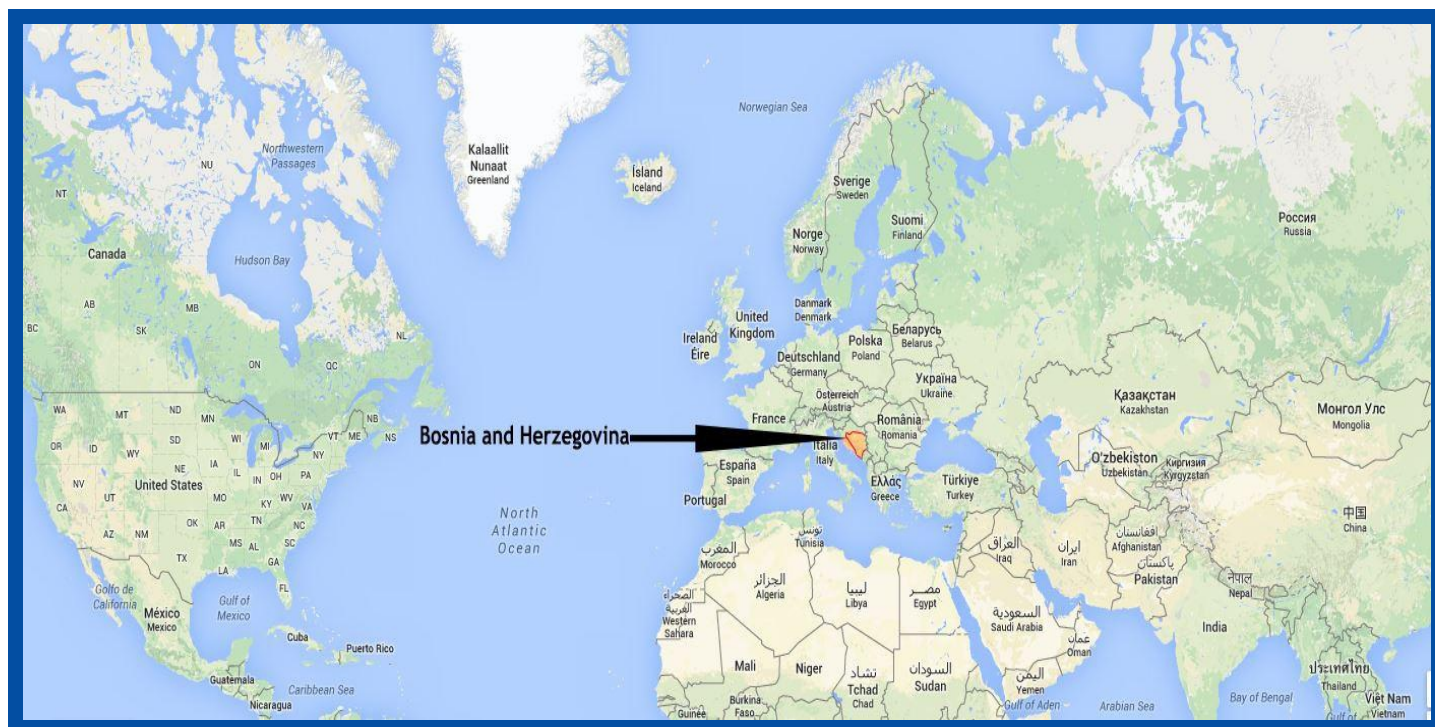 Norwegian Sea
Kalaallit
Nunaat
Greenland
Northwestern
Passages
NU
NT
Ísland
Iceland
Sverige
Sweden
Suomi
Finland
Norge
Norway
Россия
Russia
Canada
Hudson Bay
AB
MB
BC
SK
NL
ON
QC
Danmark
Denmark
United
Kingdom
Ireland
Éire
Беларусь
Belarus
Polska
Poland
Deutschland
Germany
Україна
Ukraine
Österreich
Austria
Қазақстан
Kazakhstan
Монгол Улс
Mongolia
France
România
Romania
WA
MT
ND
MN
NB
VT
ME
NS
OR
ID
SD
WI
MI
NY
WY
Bosnia and Herzegovina
Italia
Italy
O'zbekiston
Uzbekistan
Киргизия
Kyrgyzstan
NE
IA
IL
IN
OH
PA
NV
UT
United States
MO
KY
WV
VA
CA
España
Spain
Portugal
Ελλάς
Greece
Türkiye
Turkey
中国
China
North
Atlantic
Ocean
AZ
NM
OK
AR
TN
NC
MS
AL
SC
TX
GA
LA
FL
تونس
Tunisia
المغرب
Morocco
العراق
Iraq
ایران
Iran
افغانستان
Afghanistan
پاکستان
Pakistan
नेपाल
Nepal
Golfo de
California
Gulf of
Mexico
México
Mexico
الجزائر
Algeria
ليبيا
Libya
مصر
Egypt
الصحراء
الغربية
Western
Sahara
السعودية
Saudi Arabia
عمان
Oman
India
Cuba
Puerto Rico
Guatemala
Caribbean Sea
Nicaragua
Mali
Niger
تشاد
Tchad
Chad
السودان
Sudan
اليمن
Yemen
Gulf of Aden
Arabian Sea
Bay of Bengal
ประเทศไทย
Thailand
Việt Nam
Vietnam
Burkina
Faso
Guinée
Gulf of